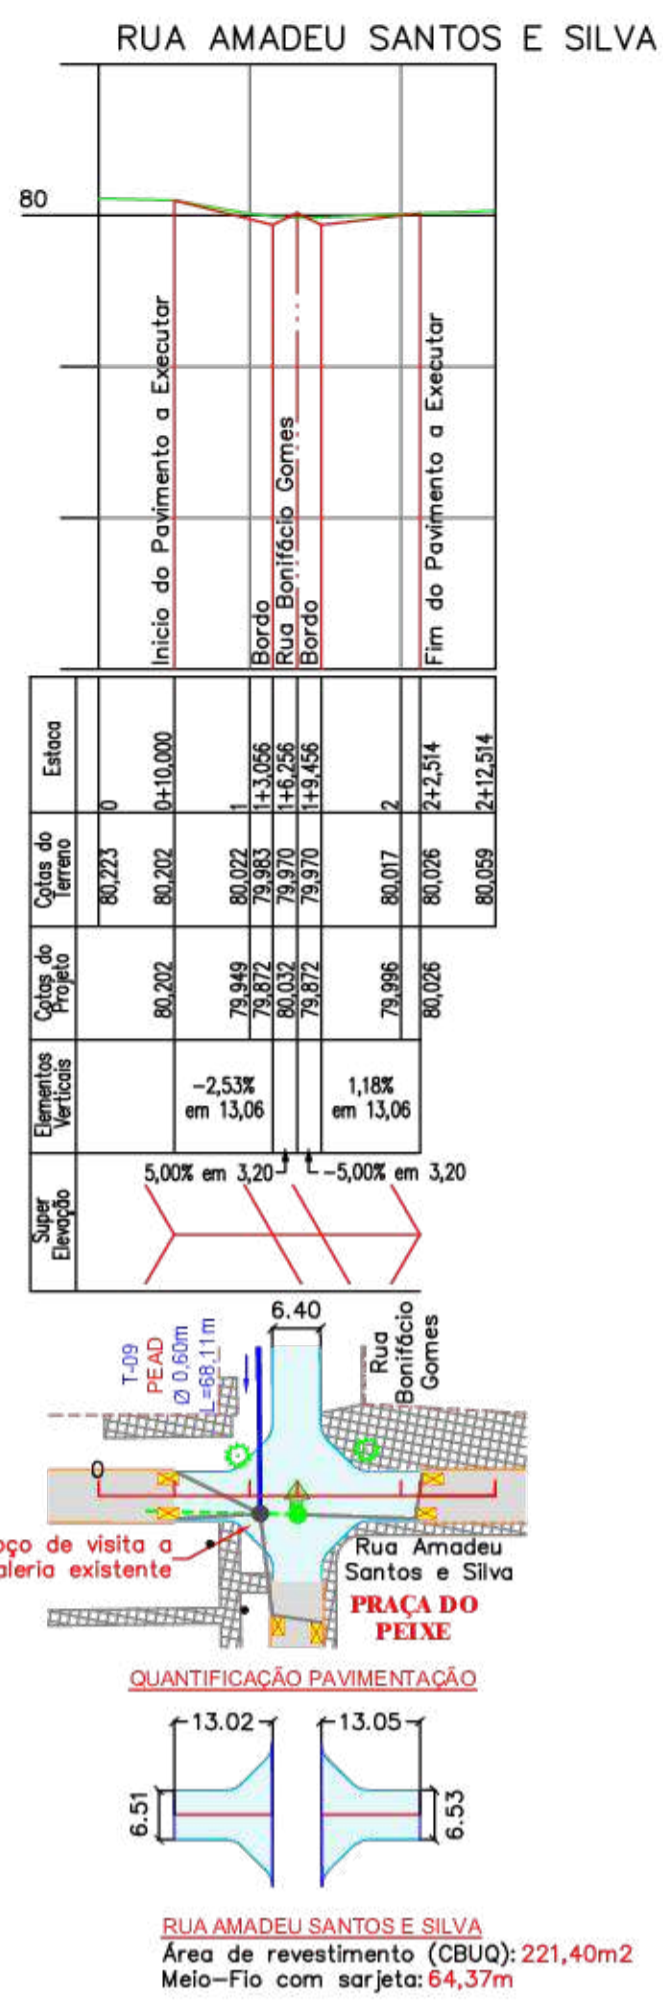 RUA AMADEU SANTOS E SILVA
80
Inicio do Pavimento a Executar
Bordo
Rua Bonifácio Gomes
Bordo
Fim do Pavimento a Executar
Estaca
0
0+10,000
1
1+3,056
1+6,256
1+9,456
2
2+2,514
2+12,514
Cotas do
Terreno
80,223
80,202
80,022
79,983
79,970
79,970
80,017
80,026
80,059
Cotas do
Projeto
80,202
79,949
79,872
80,032
79,872
79,996
80,026
Elementos
Verticais
-2,53%
em 13,06
1,18%
em 13,06
Super
Elevação
5,00% em 3,20
-5,00% em 3,20
6.40
T-09
PEAD
Ø 0,60m
L=68,11m
Rua
Bonifácio
Gomes
0
oço de visita a
aleria existente
Rua Amadeu
Santos e Silva
PRAÇA DO
PEIXE
QUANTIFICAÇÃO PAVIMENTAÇÃO
13.02
13.05
6.51
6.53
RUA AMADEU SANTOS E SILVA
Área de revestimento (CBUQ): 221,40m2
Meio-Fio com sarjeta: 64,37m